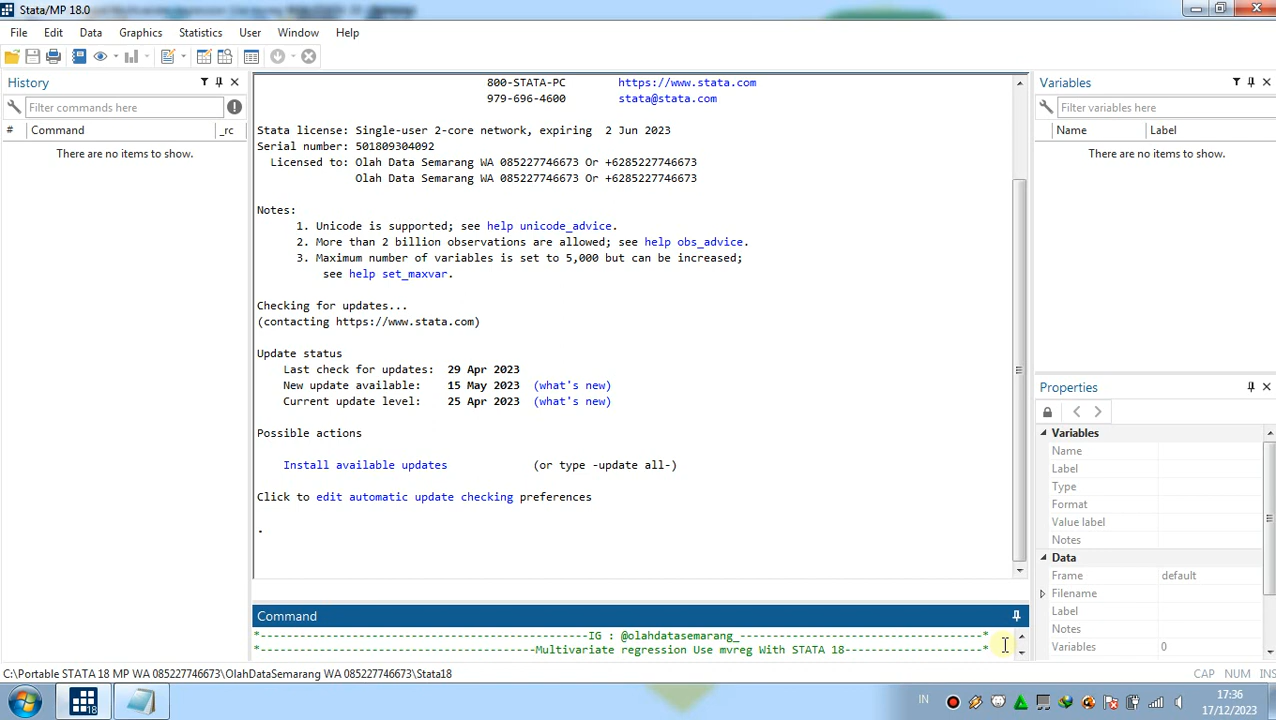 Stata/MP 18.0
File Edit Data Graphics Statistics User Window Help
History
Filter commands here
# Command _rc
There are no items to show.
800-STATA-PC https://www.stata.com
979-696-4600 stata@stata.com
Stata license: Single-user 2-core network, expiring 2 Jun 2023
Serial number: 501809304092
Licensed to: Olah Data Semarang WA 085227746673 Or +6285227746673
Olah Data Semarang WA 085227746673 Or +6285227746673
Notes:
1. Unicode is supported; see help unicode_advice.
2. More than 2 billion observations are allowed; see help obs_advice.
3. Maximum number of variables is set to 5,000 but can be increased;
see help set_maxvar.
Checking for updates...
(contacting https://www.stata.com)
Update status
Last check for updates: 29 Apr 2023
New update available: 15 May 2023 (what's new)
Current update level: 25 Apr 2023 (what's new)
Possible actions
Install available updates (or type -update all-)
Click to edit automatic update checking preferences
.
Command
*--------------------------------------------------IG : @olahdatasemarang_-------------------------------------*
*------------------------------------------Multivariate regression Use mvreg With STATA 18---------------------*
Variables
Filter variables here
Name Label
There are no items to show.
Properties
Variables
Name
Label
Type
Format
Value label
Notes
Data
Frame default
Filename
Label
Notes
Variables 0
C:\Portable STATA 18 MP WA 085227746673\OlahDataSemarang WA 085227746673\Stata18
CAP NUM INS
18
IN
17:36
17/12/2023